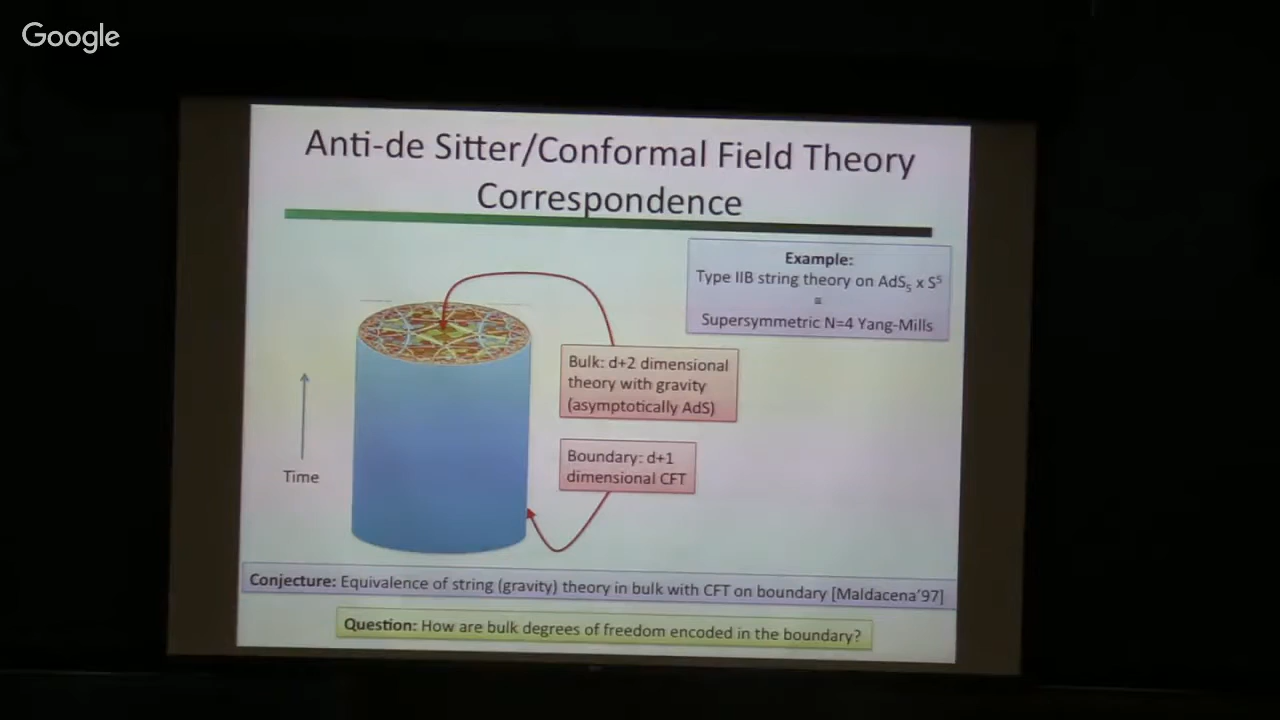 Google
Anti-de Sitter/Conformal Field Theory
Correspondence
Example:
Type IIB string theory on AdS₅ x S⁵
=
Supersymmetric N=4 Yang-Mills
Bulk: d+2 dimensional
theory with gravity
(asymptotically AdS)
Boundary: d+1
dimensional CFT
Time
Conjecture: Equivalence of string (gravity) theory in bulk with CFT on boundary [Maldacena’97]
Question: How are bulk degrees of freedom encoded in the boundary?